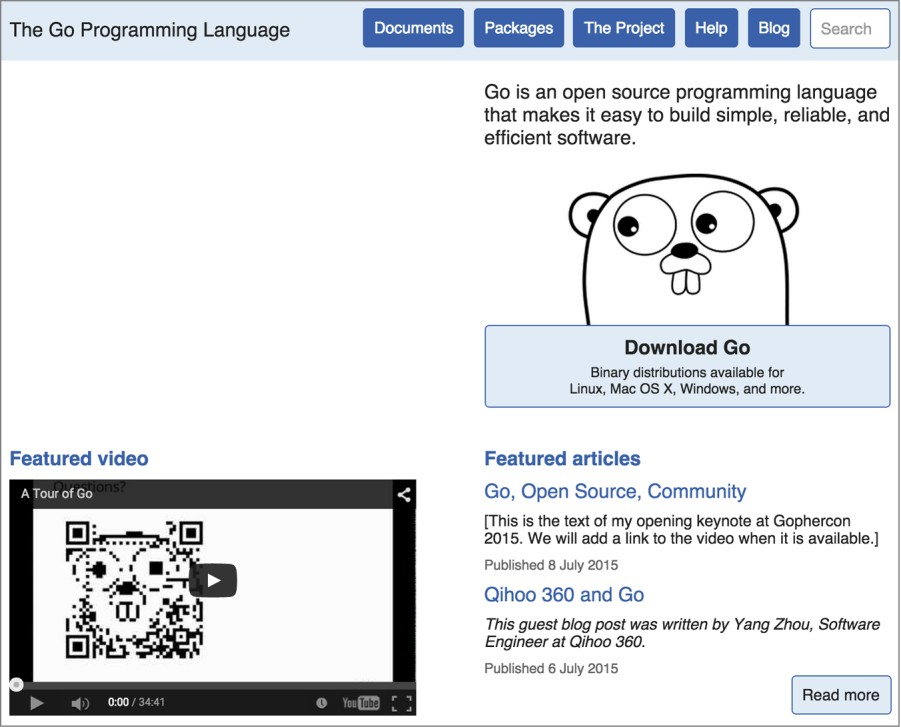 The Go Programming Language
Documents
Packages
The Project
Help
Blog
Search
Go is an open source programming language
that makes it easy to build simple, reliable, and
efficient software.
Download Go
Binary distributions available for
Linux, Mac OS X, Windows, and more.
Featured video
A Tour of Go
Questions?
0:00 / 34:41
YouTube
Featured articles
Go, Open Source, Community
[This is the text of my opening keynote at Gophercon
2015. We will add a link to the video when it is available.]
Published 8 July 2015
Qihoo 360 and Go
This guest blog post was written by Yang Zhou, Software
Engineer at Qihoo 360.
Published 6 July 2015
Read more